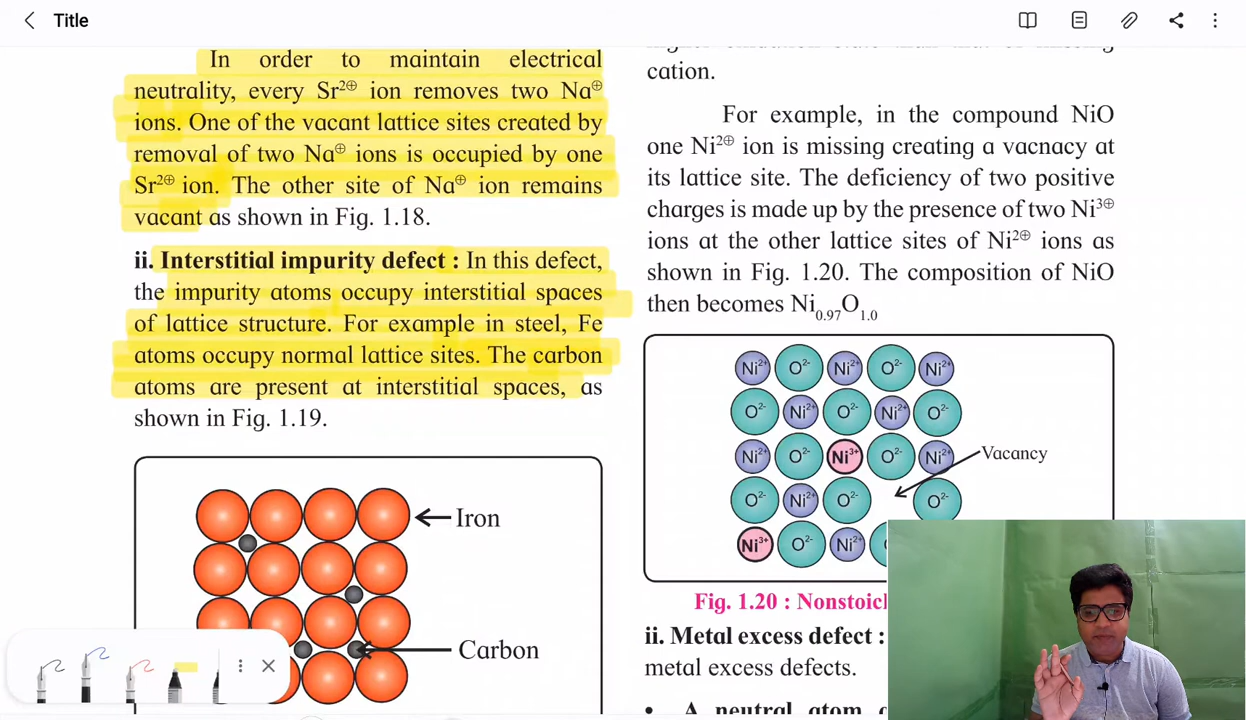 Title
In order to maintain electrical
neutrality, every Sr²⊕ ion removes two Na⊕
ions. One of the vacant lattice sites created by
removal of two Na⊕ ions is occupied by one
Sr²⊕ ion. The other site of Na⊕ ion remains
vacant as shown in Fig. 1.18.
ii. Interstitial impurity defect : In this defect,
the impurity atoms occupy interstitial spaces
of lattice structure. For example in steel, Fe
atoms occupy normal lattice sites. The carbon
atoms are present at interstitial spaces, as
shown in Fig. 1.19.
Iron
Carbon
cation.
For example, in the compound NiO
one Ni²⊕ ion is missing creating a vacnacy at
its lattice site. The deficiency of two positive
charges is made up by the presence of two Ni³⊕
ions at the other lattice sites of Ni²⊕ ions as
shown in Fig. 1.20. The composition of NiO
then becomes Ni₀.₉₇O₁.₀
Ni²⁺ O²⁻ Ni²⁺ O²⁻ Ni²⁺
O²⁻ Ni²⁺ O²⁻ Ni²⁺ O²⁻
Ni²⁺ O²⁻ Ni³⁺ O²⁻ Ni²⁺ Vacancy
O²⁻ Ni²⁺ O²⁻ O²⁻
Ni³⁺ O²⁻ Ni²⁺
Fig. 1.20 : Nonstoic
ii. Metal excess defect :
metal excess defects.
• A neutral atom